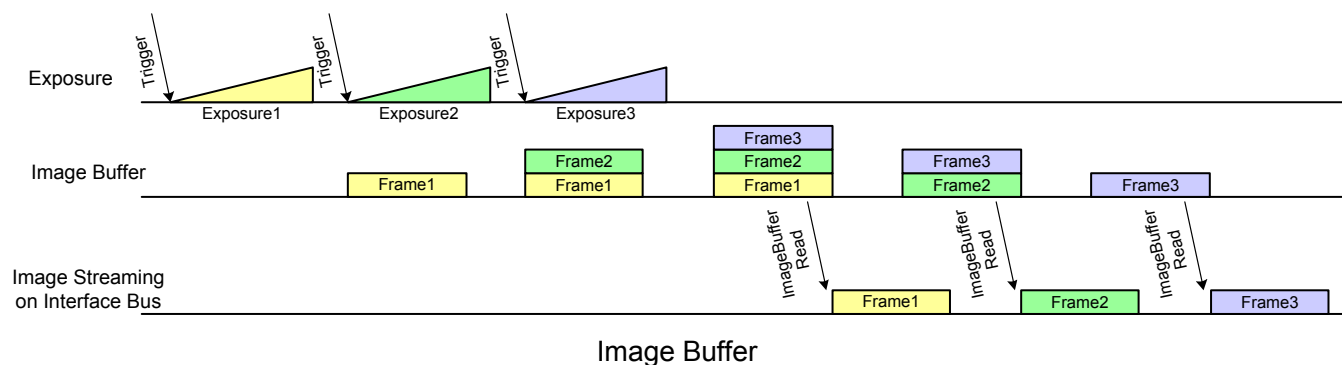 Trigger
Trigger
Trigger
Exposure
Exposure1
Exposure2
Exposure3
Image Buffer
Frame1
Frame2
Frame1
Frame3
Frame2
Frame1
Frame3
Frame2
Frame3
ImageBuffer
Read
ImageBuffer
Read
ImageBuffer
Read
Image Streaming
on Interface Bus
Frame1
Frame2
Frame3
Image Buffer